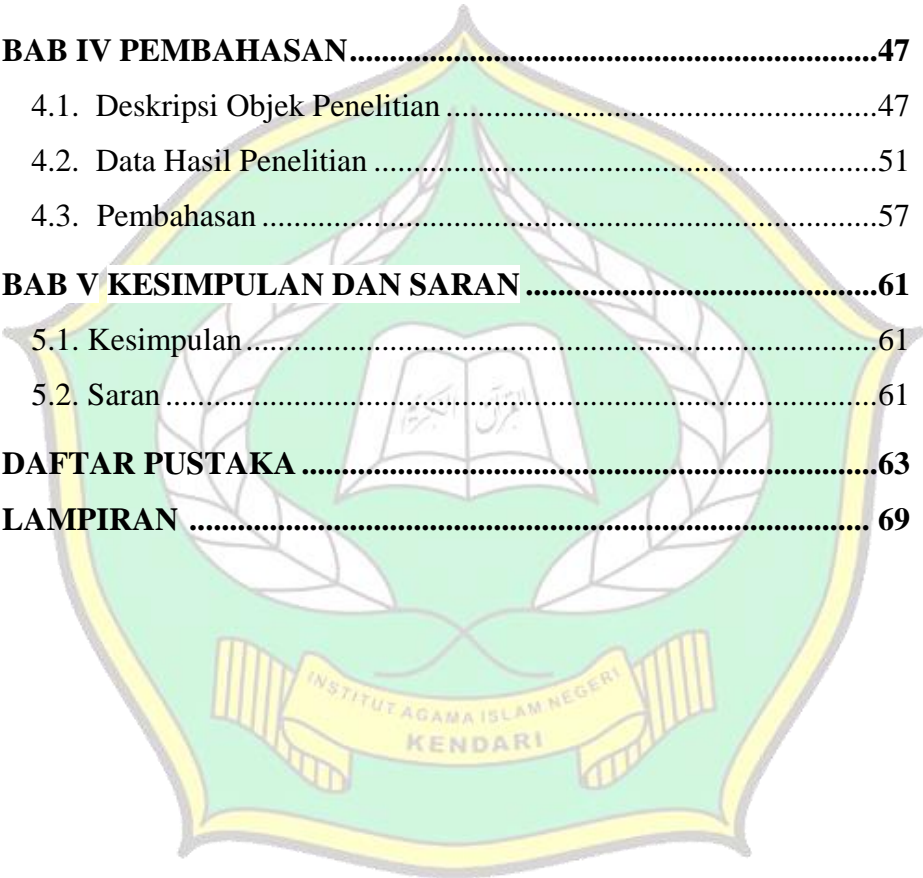 BAB IV PEMBAHASAN...................................................................................47
4.1. Deskripsi Objek Penelitian....................................................................47
4.2. Data Hasil Penelitian..............................................................................51
4.3. Pembahasan...........................................................................................57
BAB V KESIMPULAN DAN SARAN.......................................................61
5.1. Kesimpulan..............................................................................................61
5.2. Saran.........................................................................................................61
DAFTAR PUSTAKA.......................................................................................63
LAMPIRAN..................................................................................................... 69
القرآن الكريم
INSTITUT AGAMA ISLAM NEGERI
KENDARI